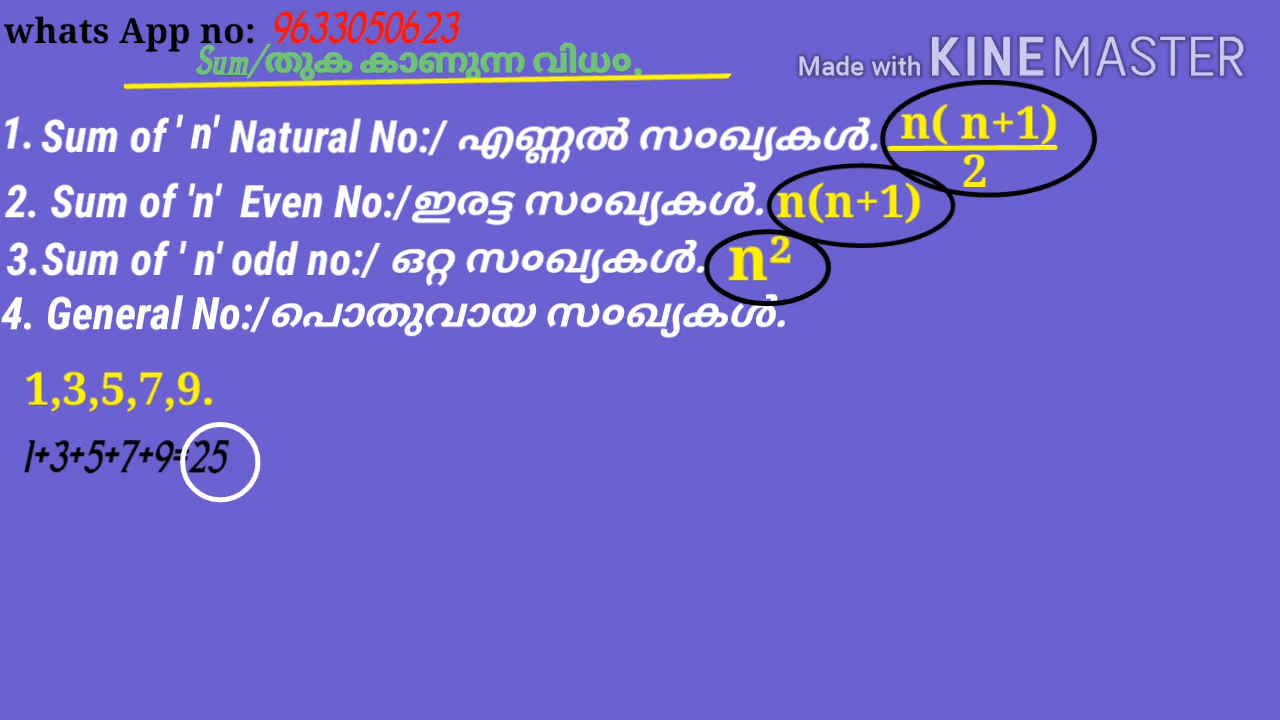 whats App no: 9633050623
Sum/തുക കാണുന്ന വിധം.
Made with KINEMASTER
1. Sum of ' n' Natural No:/ എണ്ണൽ സംഖ്യകൾ. n( n+1)
2
2. Sum of 'n' Even No:/ഇരട്ട സംഖ്യകൾ. n(n+1)
3.Sum of ' n' odd no:/ ഒറ്റ സംഖ്യകൾ. n²
4. General No:/പൊതുവായ സംഖ്യകൾ.
1,3,5,7,9.
1+3+5+7+9=25